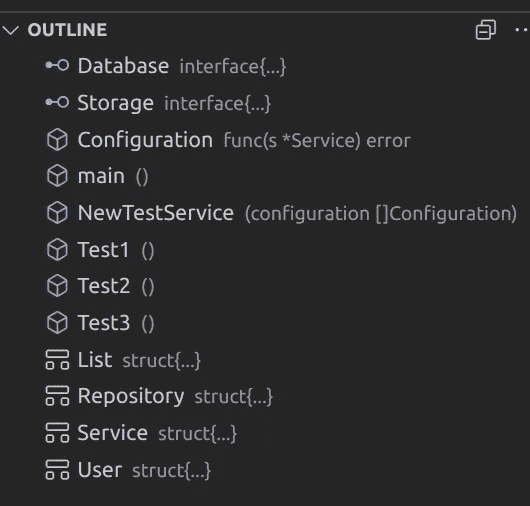 OUTLINE
Database interface{...}
Storage interface{...}
Configuration func(s *Service) error
main ()
NewTestService (configuration []Configuration)
Test1 ()
Test2 ()
Test3 ()
List struct{...}
Repository struct{...}
Service struct{...}
User struct{...}